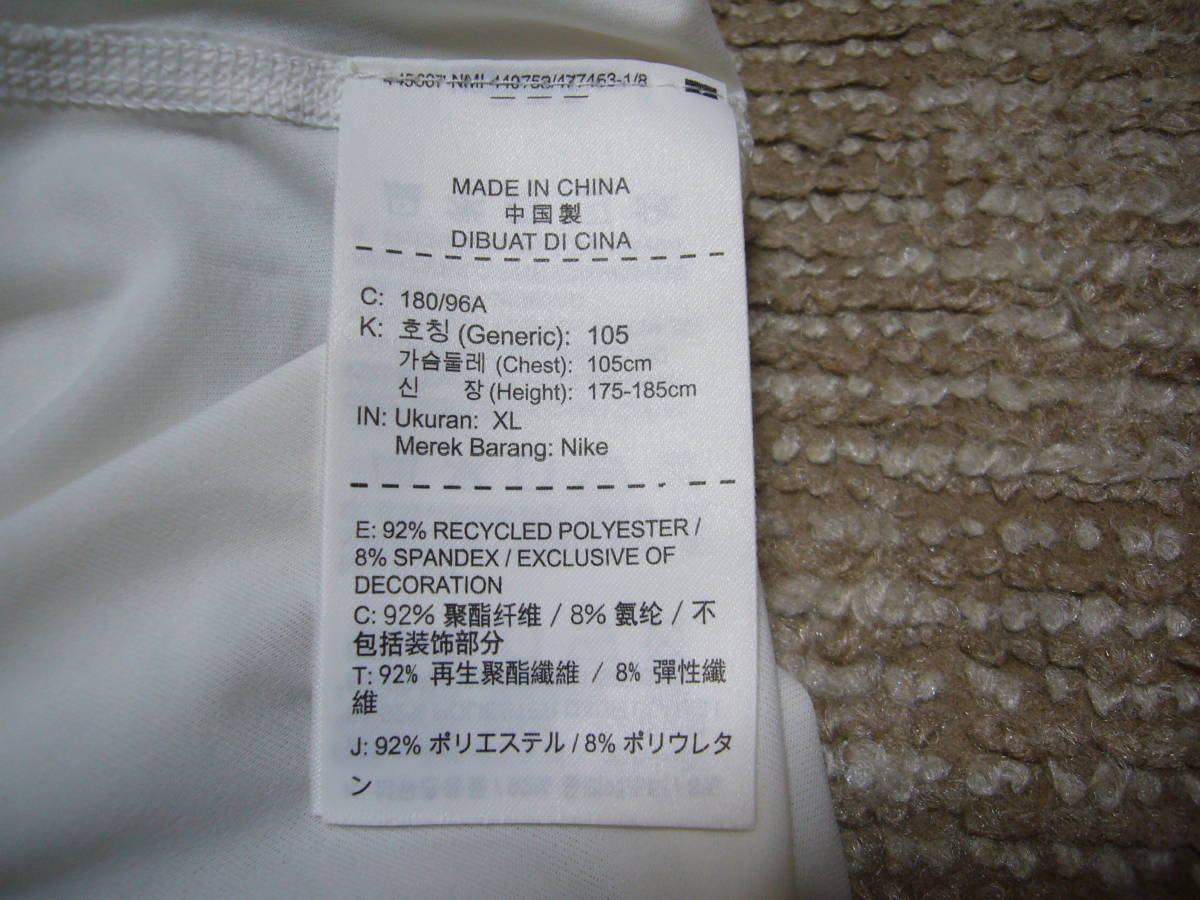 MADE IN CHINA
中国製
DIBUAT DI CINA
C: 180/96A
K: 호칭 (Generic): 105
가슴둘레 (Chest): 105cm
신 장 (Height): 175-185cm
IN: Ukuran: XL
Merek Barang: Nike
E: 92% RECYCLED POLYESTER /
8% SPANDEX / EXCLUSIVE OF
DECORATION
C: 92% 聚酯纤维 / 8% 氨纶 / 不
包括装饰部分
T: 92% 再生聚酯纖維 / 8% 彈性纖
維
J: 92% ポリエステル / 8% ポリウレタ
ン